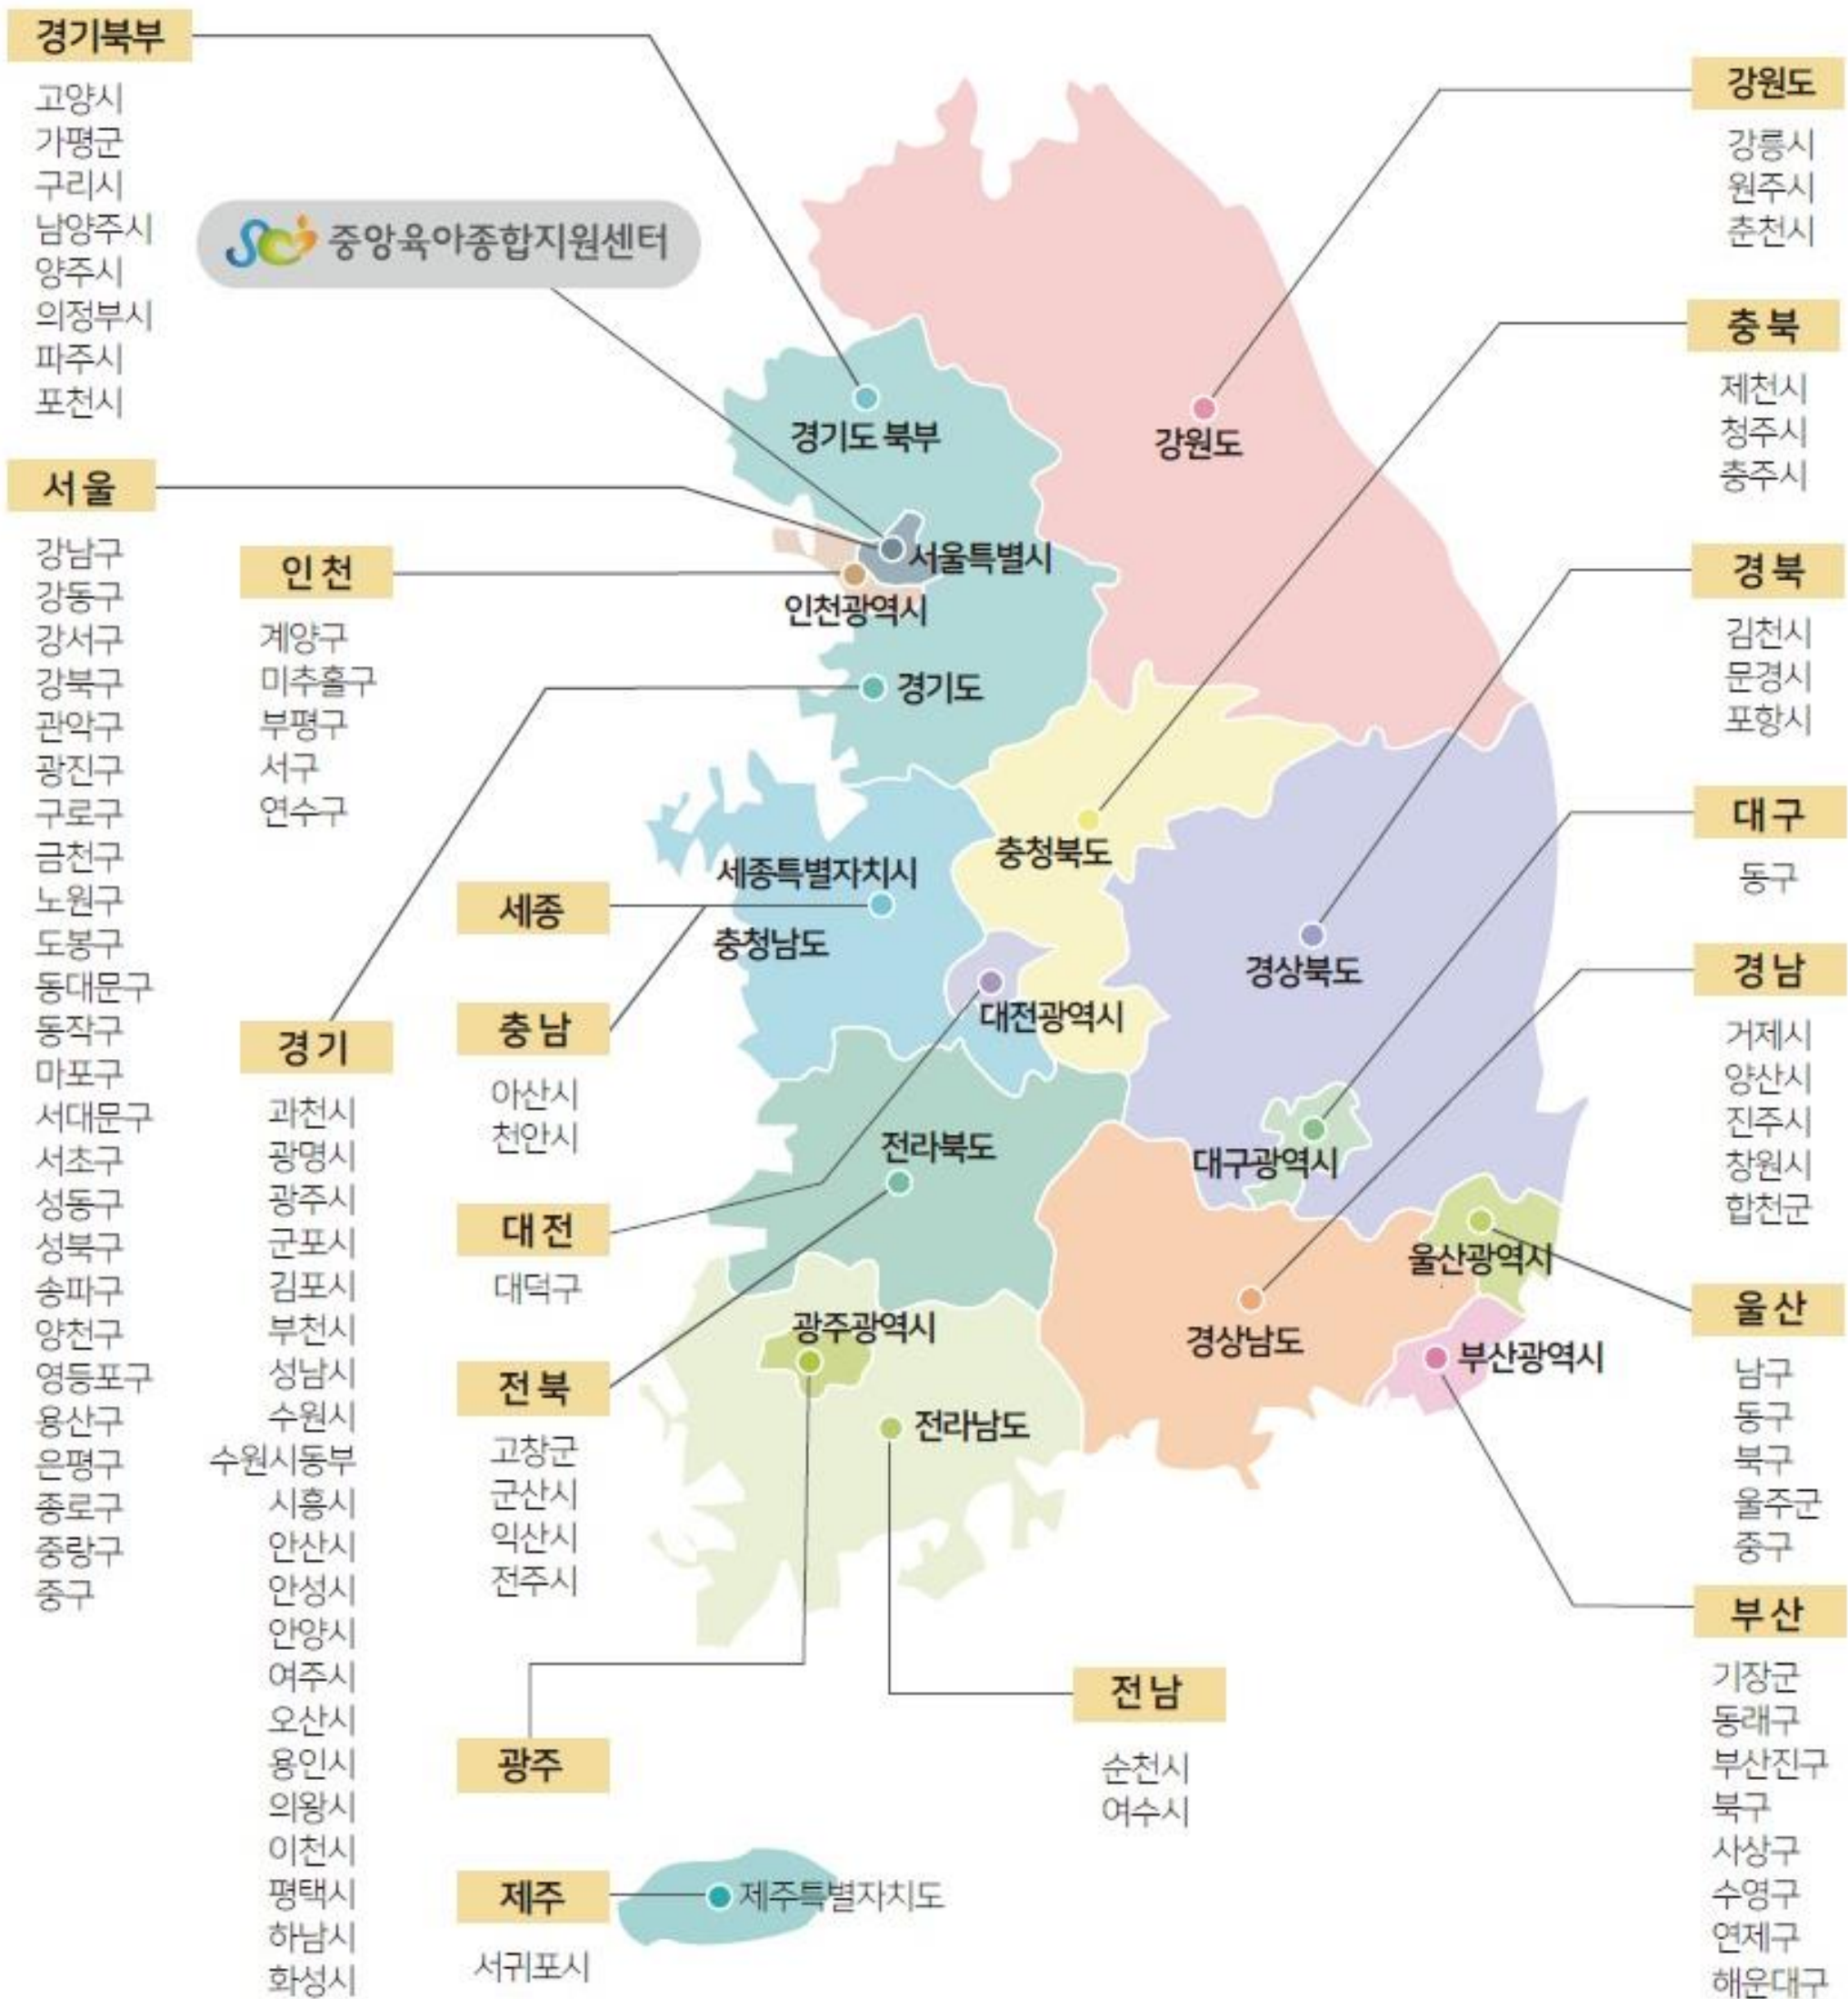 경기북부
고양시
가평군
구리시
남양주시
양주시
의정부시
파주시
포천시
중앙육아종합지원센터
서울
강남구
강동구
강서구
강북구
관악구
광진구
구로구
금천구
노원구
도봉구
동대문구
동작구
마포구
서대문구
서초구
성동구
성북구
송파구
양천구
영등포구
용산구
은평구
종로구
중랑구
중구
인천
계양구
미추홀구
부평구
서구
연수구
경기
과천시
광명시
광주시
군포시
김포시
부천시
성남시
수원시
수원시동부
시흥시
안산시
안성시
안양시
여주시
오산시
용인시
의왕시
이천시
평택시
하남시
화성시
세종
충남
아산시
천안시
대전
대덕구
전북
고창군
군산시
익산시
전주시
광주
제주
서귀포시
경기도 북부
강원도
서울특별시
인천광역시
경기도
충청북도
세종특별자치시
충청남도
대전광역시
경상북도
전라북도
대구광역시
울산광역시
광주광역시
경상남도
부산광역시
전라남도
제주특별자치도
전남
순천시
여수시
강원도
강릉시
원주시
춘천시
충북
제천시
청주시
충주시
경북
김천시
문경시
포항시
대구
동구
경남
거제시
양산시
진주시
창원시
합천군
울산
남구
동구
북구
울주군
중구
부산
기장군
동래구
부산진구
북구
사상구
수영구
연제구
해운대구